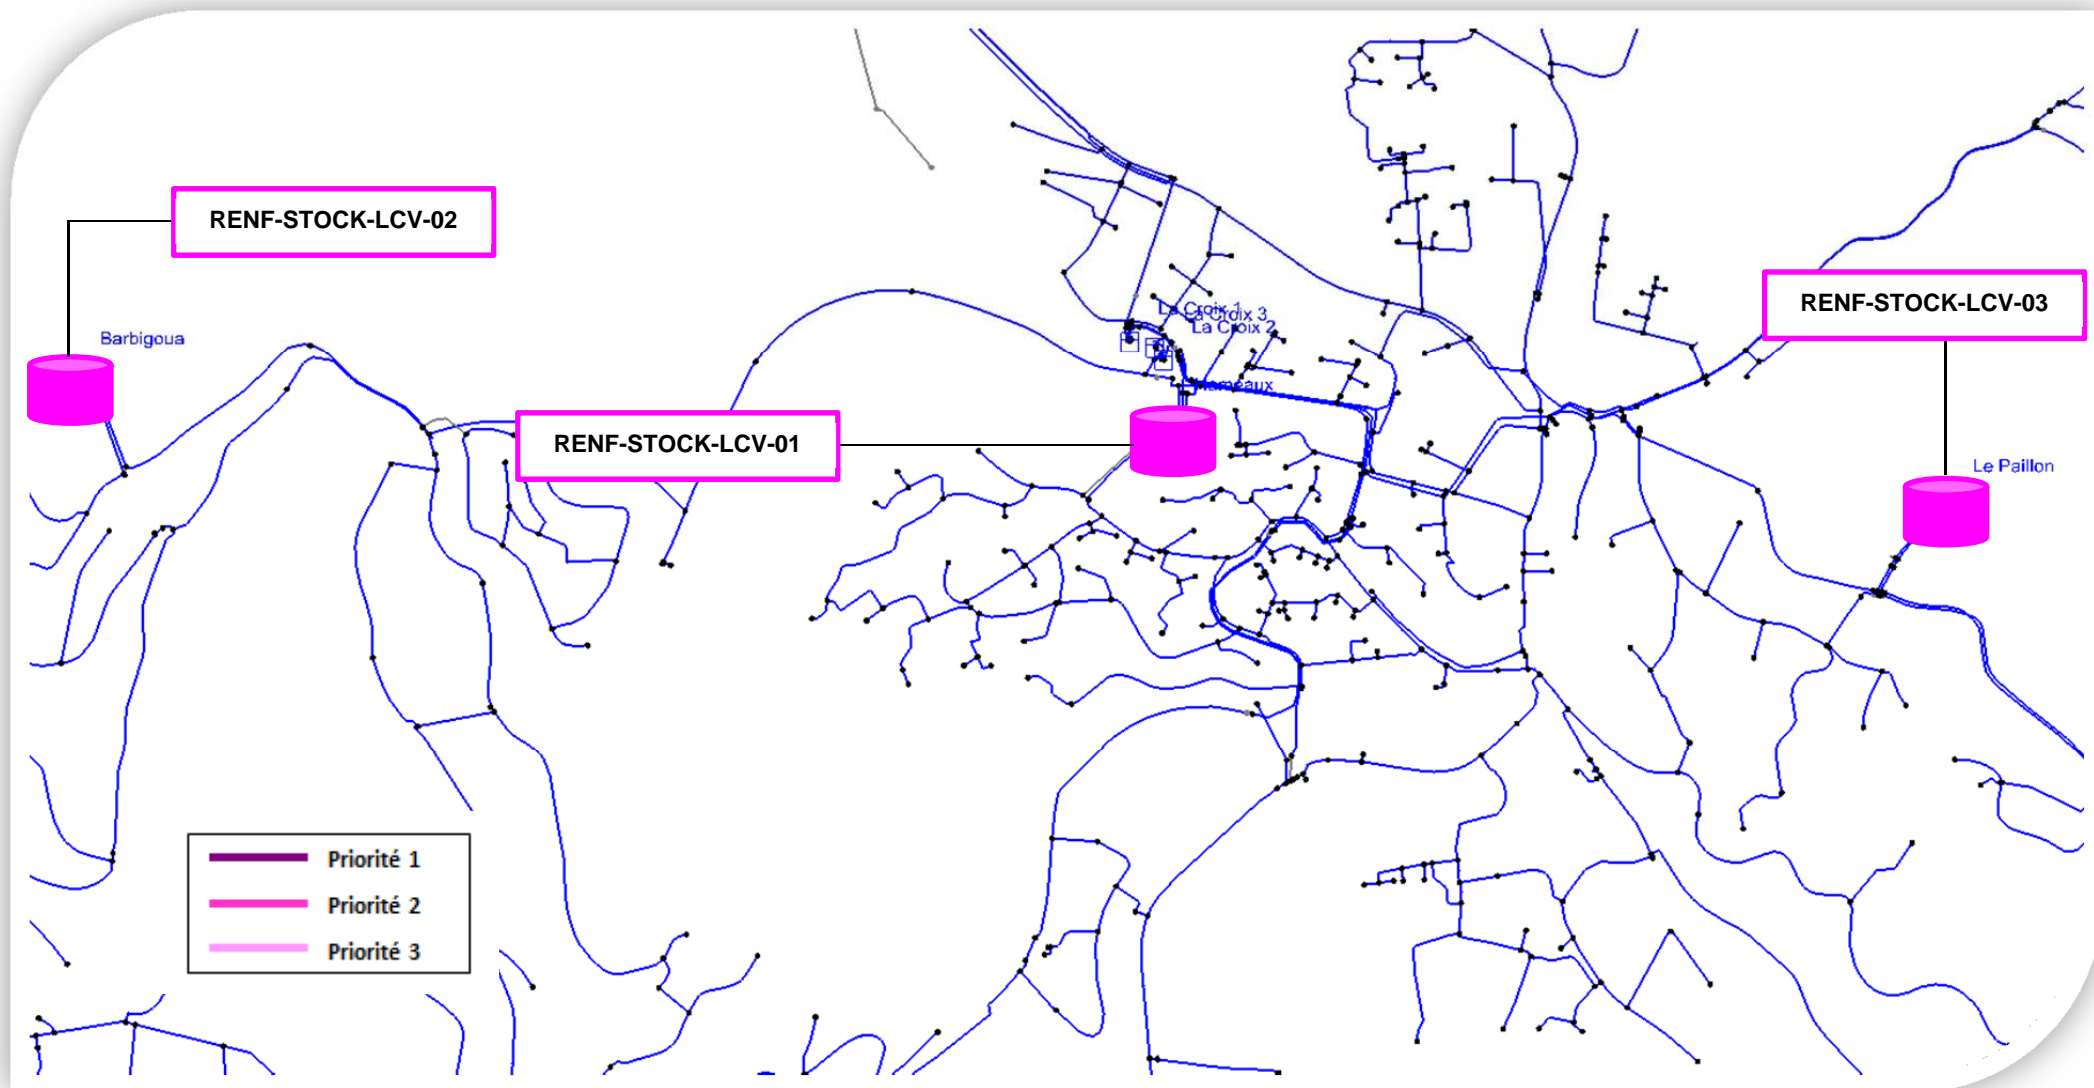 RENF-STOCK-LCV-02
Barbigoua
La Croix 1
La Croix 3
La Croix 2
RENF-STOCK-LCV-03
RENF-STOCK-LCV-01
Le Paillon
Priorité 1
Priorité 2
Priorité 3